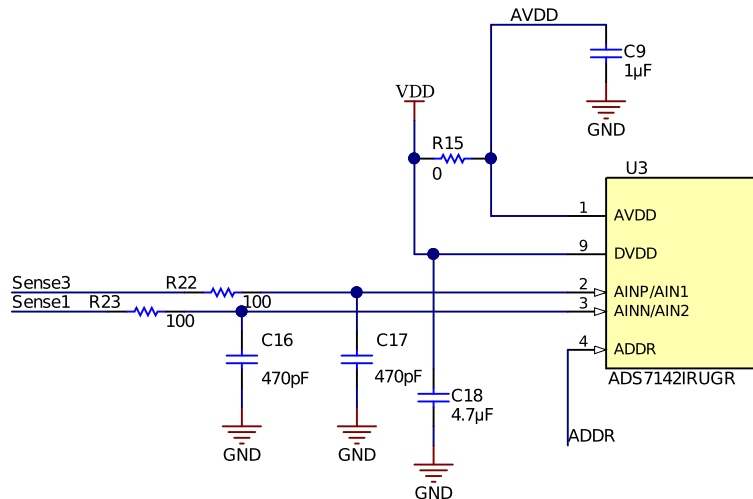 AVDD
C9
1µF
GND
VDD
R15
0
U3
1
AVDD
9
DVDD
Sense3
R22
100
2
AINP/AIN1
Sense1
R23
100
3
AINN/AIN2
C16
470pF
C17
470pF
4
ADDR
ADS7142IRUGR
C18
4.7µF
ADDR
GND
GND
GND